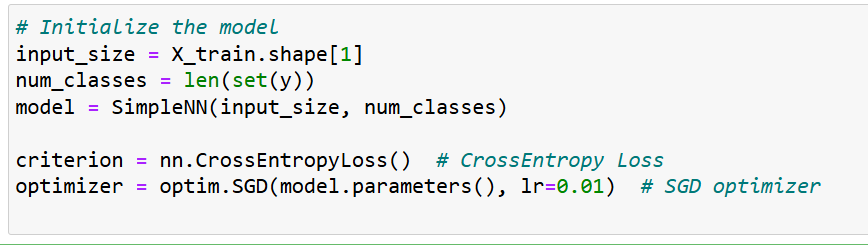 # Initialize the model
input_size = X_train.shape[1]
num_classes = len(set(y))
model = SimpleNN(input_size, num_classes)
criterion = nn.CrossEntropyLoss()  # CrossEntropy Loss
optimizer = optim.SGD(model.parameters(), lr=0.01)  # SGD optimizer